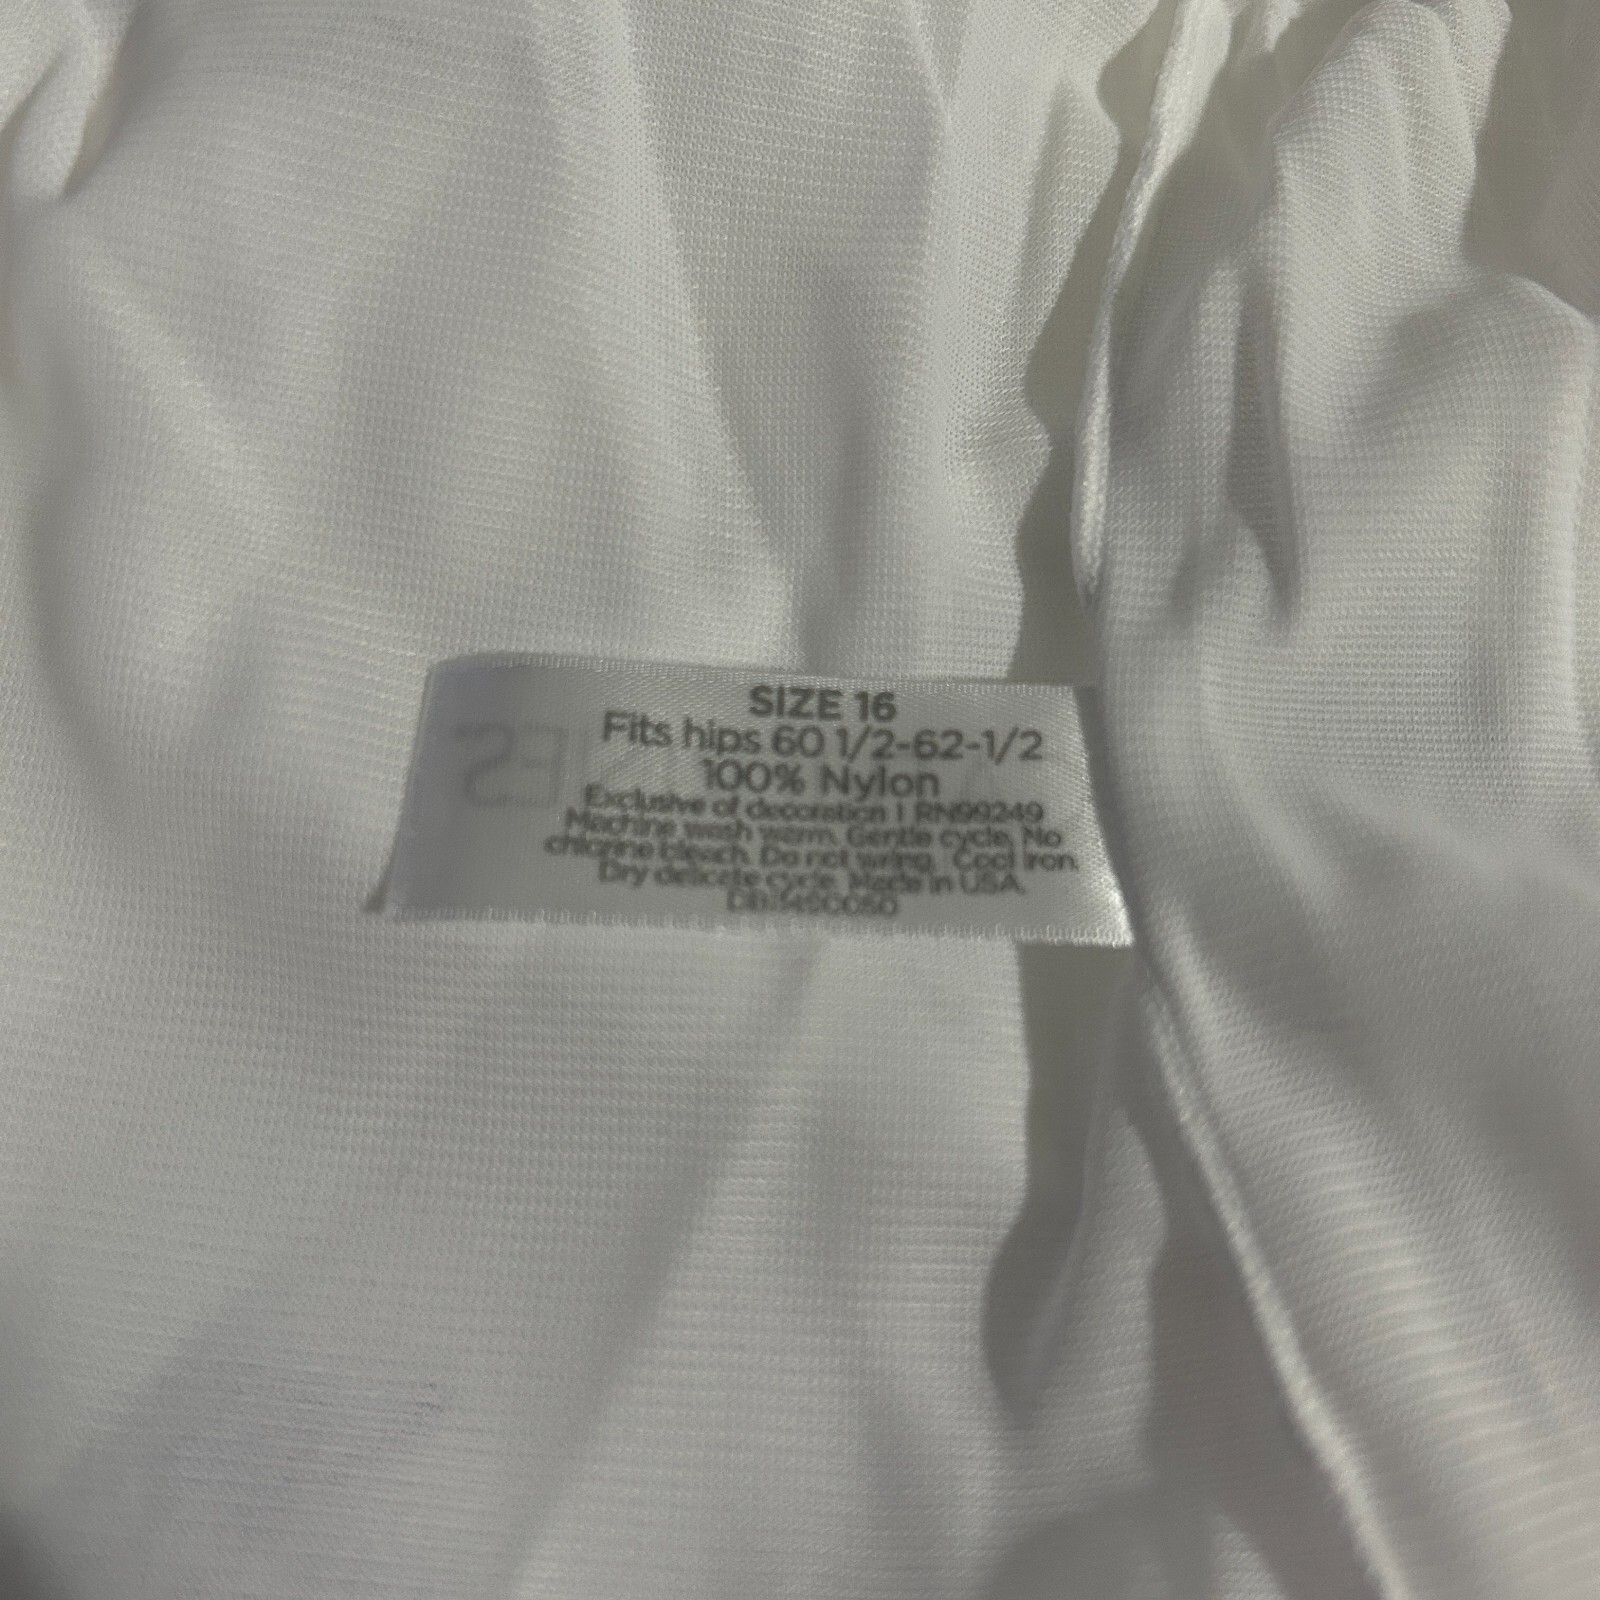 SIZE 16
Fits hips 60 1/2-62-1/2
100% Nylon
Exclusive of decoration | RN99249
Machine wash warm. Gentle cycle. No
chlorine bleach. Do not wring. Cool iron.
Dry delicate cycle. Made in USA.